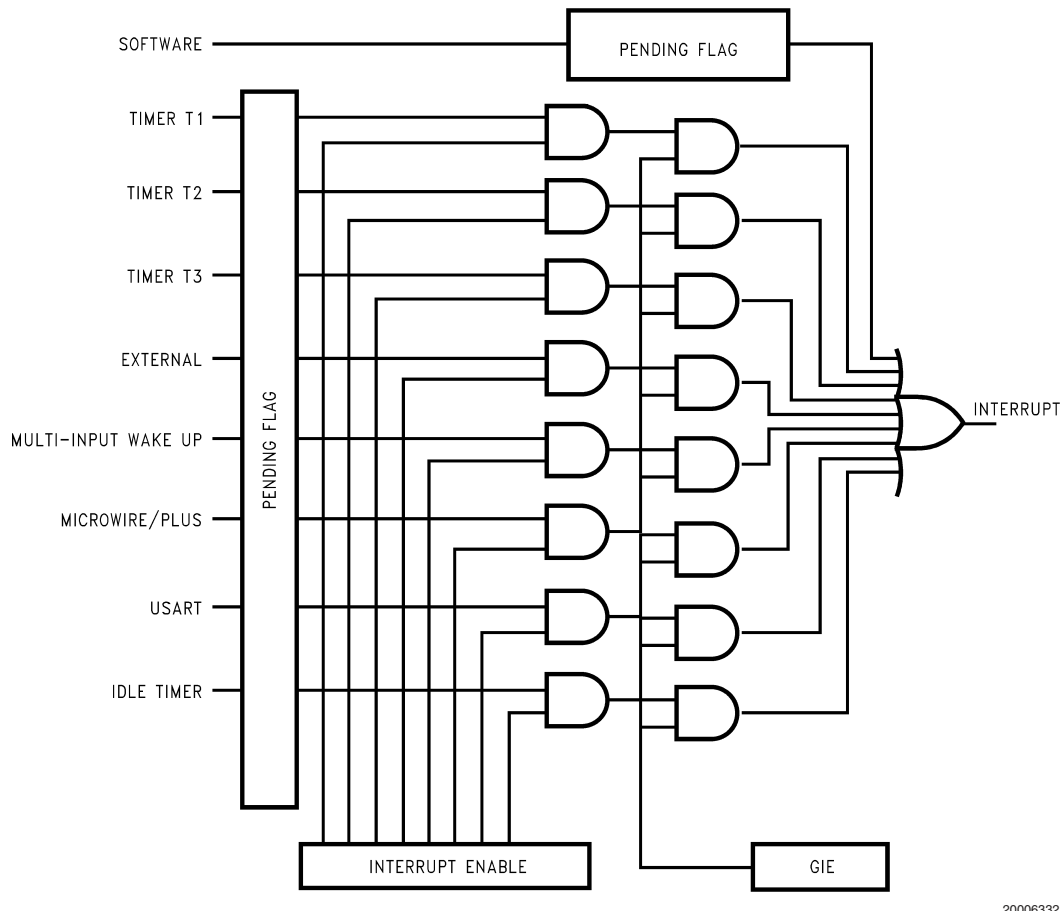 SOFTWARE
PENDING FLAG
TIMER T1
TIMER T2
TIMER T3
EXTERNAL
MULTI-INPUT WAKE UP
MICROWIRE/PLUS
USART
IDLE TIMER
PENDING FLAG
INTERRUPT
INTERRUPT ENABLE
GIE
20006332